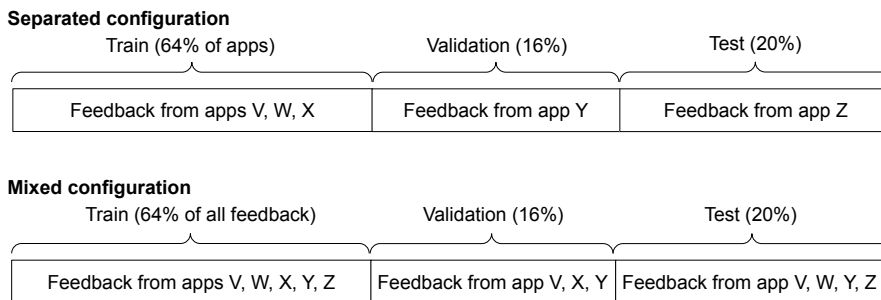 Separated configuration
Train (64% of apps) Validation (16%) Test (20%)
Feedback from apps V, W, X Feedback from app Y Feedback from app Z
Mixed configuration
Train (64% of all feedback) Validation (16%) Test (20%)
Feedback from apps V, W, X, Y, Z Feedback from app V, X, Y Feedback from app V, W, Y, Z